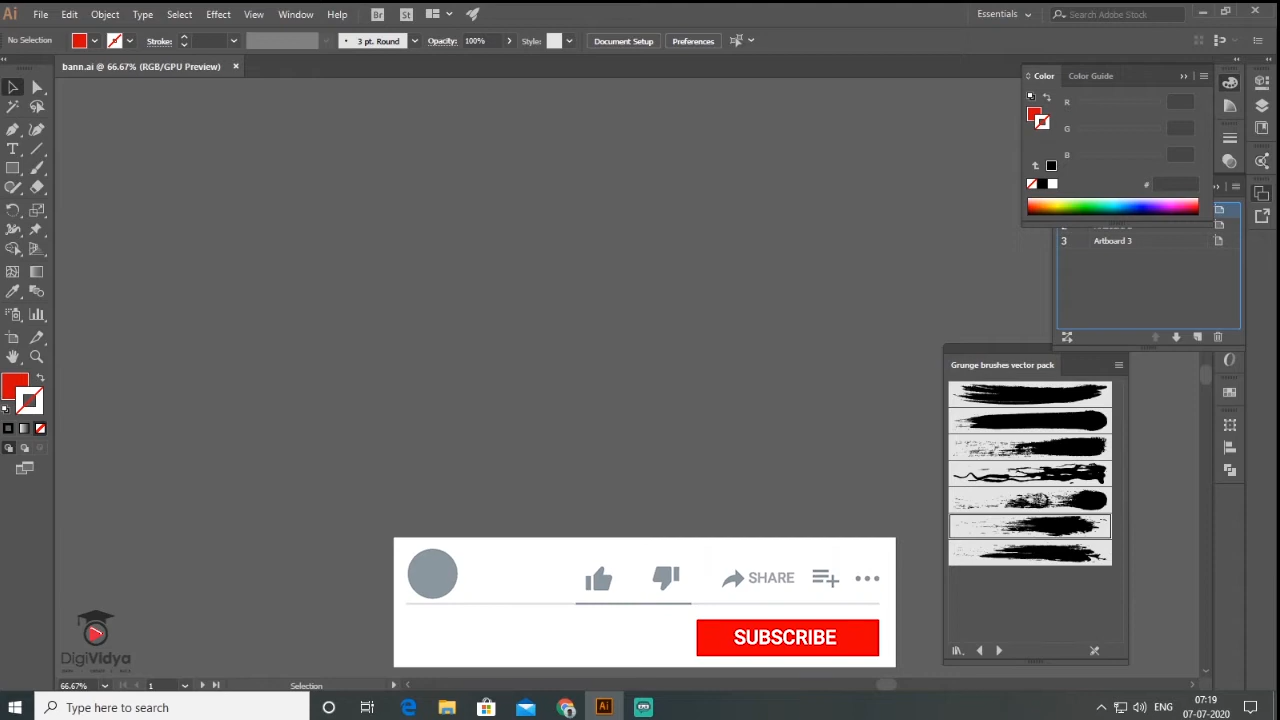 Ai File Edit Object Type Select Effect View Window Help Br St Essentials Search Adobe Stock
No Selection Stroke: 3 pt. Round Opacity: 100% Style: Document Setup Preferences
bann.ai @ 66.67% (RGB/GPU Preview) ×
Color Color Guide
R
G
B
#
3 Artboard 3
Grunge brushes vector pack
SHARE
SUBSCRIBE
DigiVidya
66.67% 1 Selection
Type here to search
Ai
ENG
07:19
07-07-2020